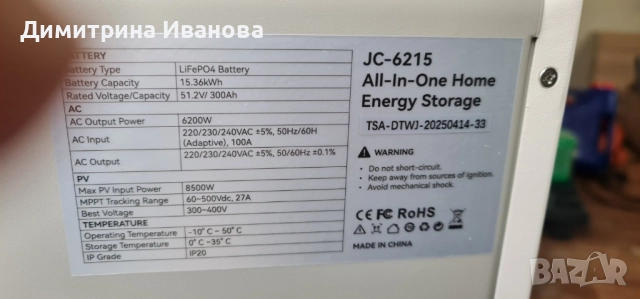 Димитрина Иванова
BATTERY
Battery Type LiFePO4 Battery
Battery Capacity 15.36kWh
Rated Voltage/Capacity 51.2V/ 300Ah
AC
AC Output Power 6200W
AC Input 220/230/240VAC ±5%, 50Hz/60H
(Adaptive), 100A
AC Output 220/230/240VAC ±5%, 50/60HZ ±0.1%
PV
Max PV Input Power 8500W
MPPT Tracking Range 60~500Vdc, 27A
Best Voltage 300~400V
TEMPERATURE
Operating Temperature -10° C ~ 50° C
Storage Temperature 0° C ~35° C
IP Grade IP20
JC-6215
All-In-One Home
Energy Storage
TSA-DTWJ-20250414-33
WARNING
• Do not short-circuit.
• Keep away from sources of ignition.
• Avoid mechanical shock.
CE FC RoHS
MADE IN CHINA
BAZAR
bg